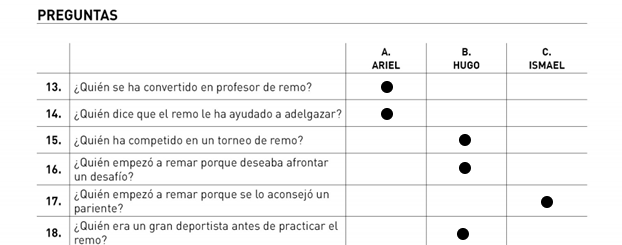 PREGUNTAS
A. B. C.
ARIEL HUGO ISMAEL
13. ¿Quién se ha convertido en profesor de remo?
14. ¿Quién dice que el remo le ha ayudado a adelgazar?
15. ¿Quién ha competido en un torneo de remo?
16. ¿Quién empezó a remar porque deseaba afrontar
un desafío?
17. ¿Quién empezó a remar porque se lo aconsejó un
pariente?
18. ¿Quién era un gran deportista antes de practicar el
remo?